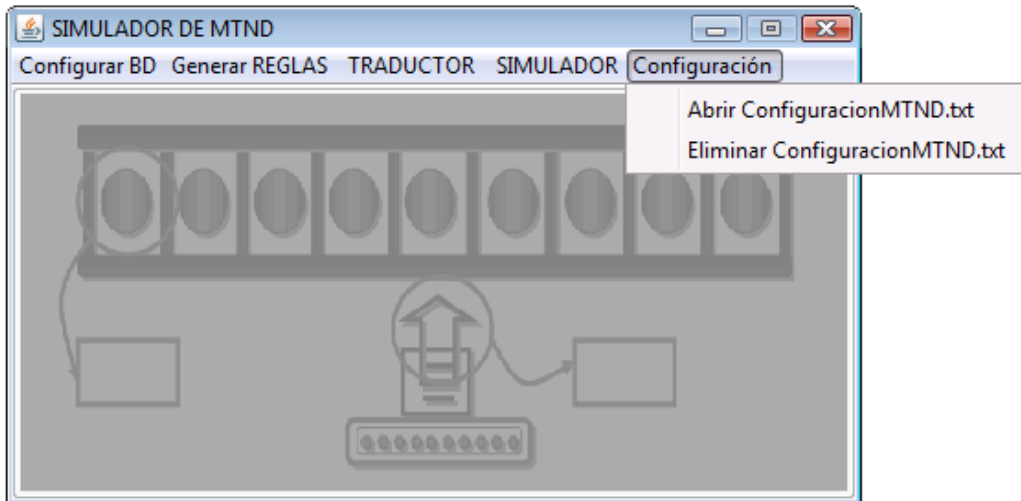 SIMULADOR DE MTND
Configurar BD Generar REGLAS TRADUCTOR SIMULADOR Configuración
Abrir ConfiguracionMTND.txt
Eliminar ConfiguracionMTND.txt